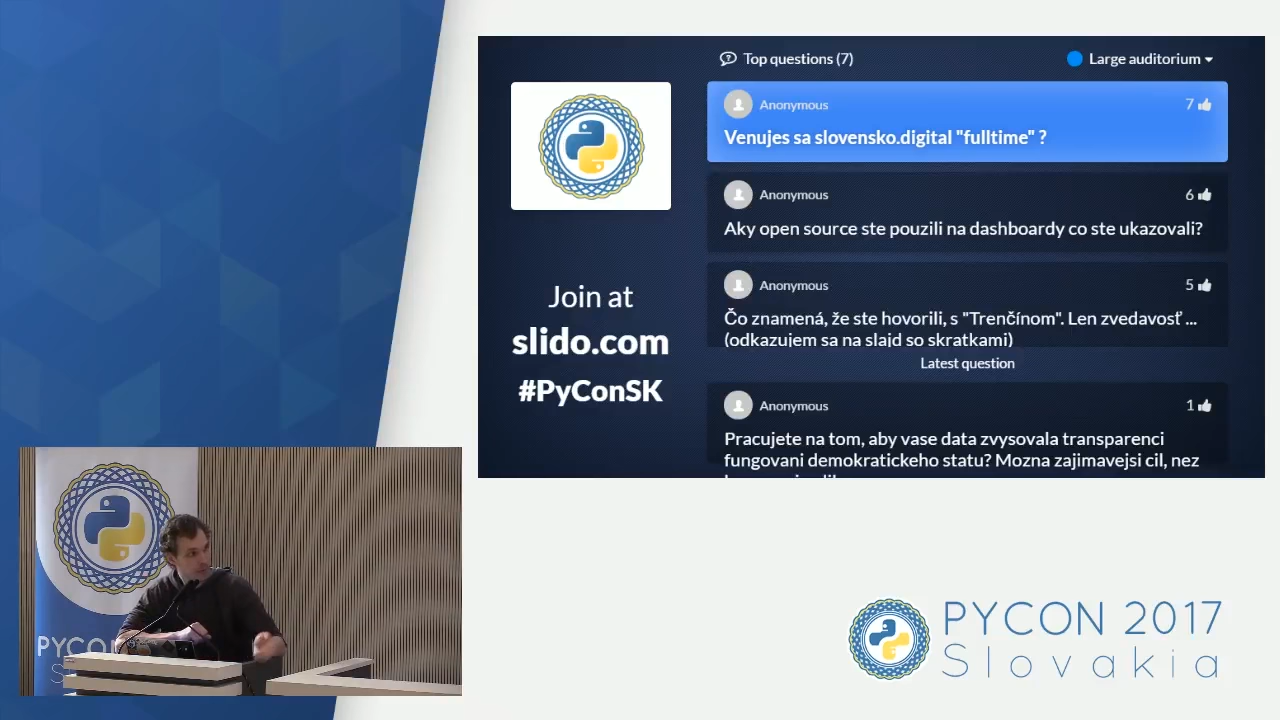 Top questions (7)
Large auditorium
Anonymous
7
Venujes sa slovensko.digital "fulltime" ?
Anonymous
6
Aky open source ste pouzili na dashboardy co ste ukazovali?
Anonymous
5
Čo znamená, že ste hovorili, s "Trenčínom". Len zvedavosť ...
(odkazujem sa na slajd so skratkami)
Latest question
Anonymous
1
Pracujete na tom, aby vase data zvysovala transparenci
fungovani demokratickeho statu? Mozna zajimavejsi cil, nez
Join at
slido.com
#PyConSK
PYCON 2017
Slovakia